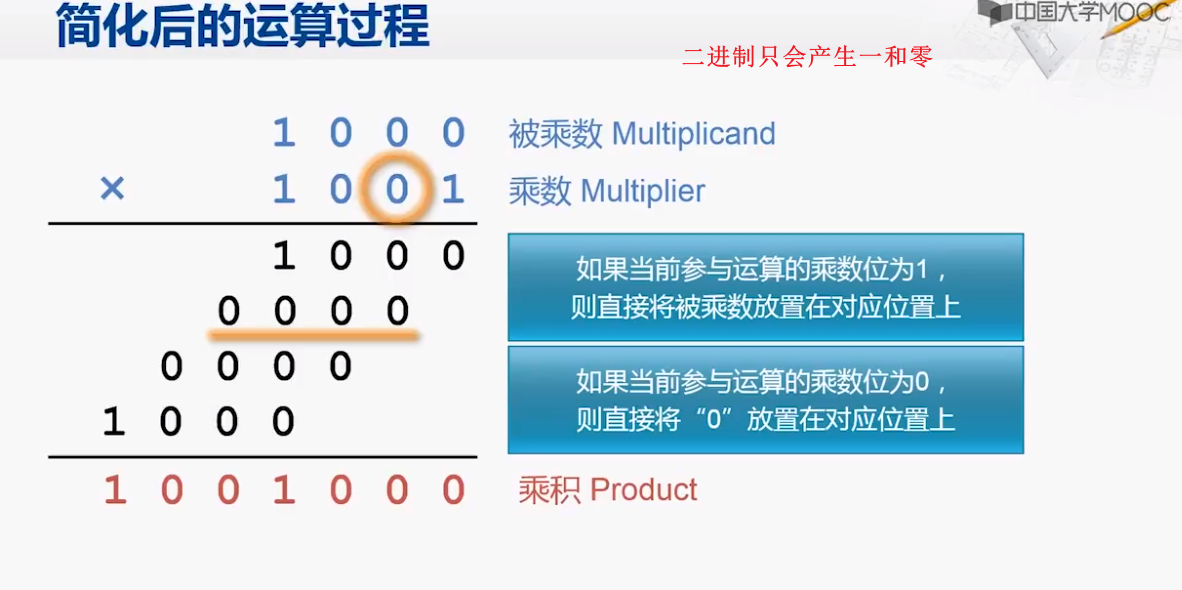 简化后的运算过程
中国大学MOOC
二进制只会产生一和零
1 0 0 0 被乘数 Multiplicand
× 1 0 0 1 乘数 Multiplier
1 0 0 0
如果当前参与运算的乘数位为1，
则直接将被乘数放置在对应位置上
0 0 0 0
0 0 0 0
如果当前参与运算的乘数位为0，
则直接将“0”放置在对应位置上
1 0 0 0
1 0 0 1 0 0 0 乘积 Product